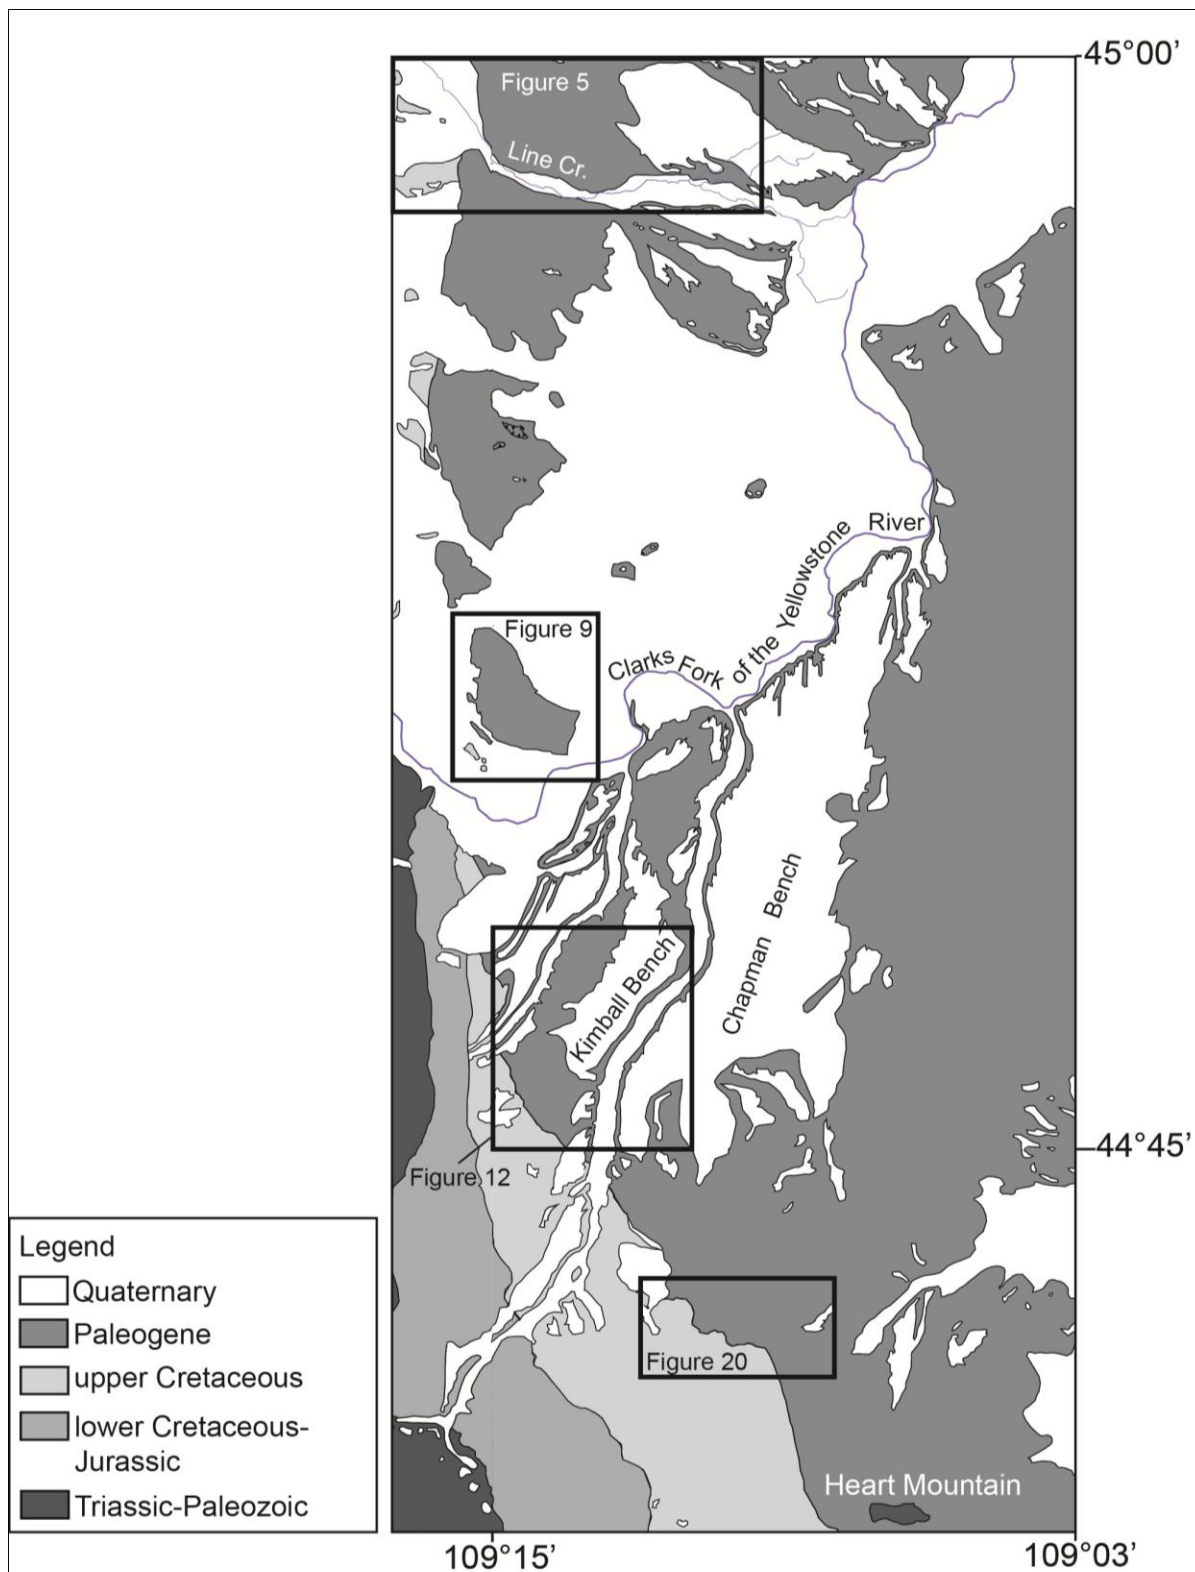 45°00’
Figure 5
Line Cr.
River
Clarks Fork of the Yellowstone
Figure 9
Chapman Bench
Kimball Bench
44°45’
Figure 12
Legend
Quaternary
Paleogene
upper Cretaceous
lower Cretaceous-
Jurassic
Triassic-Paleozoic
Figure 20
Heart Mountain
109°15’
109°03’